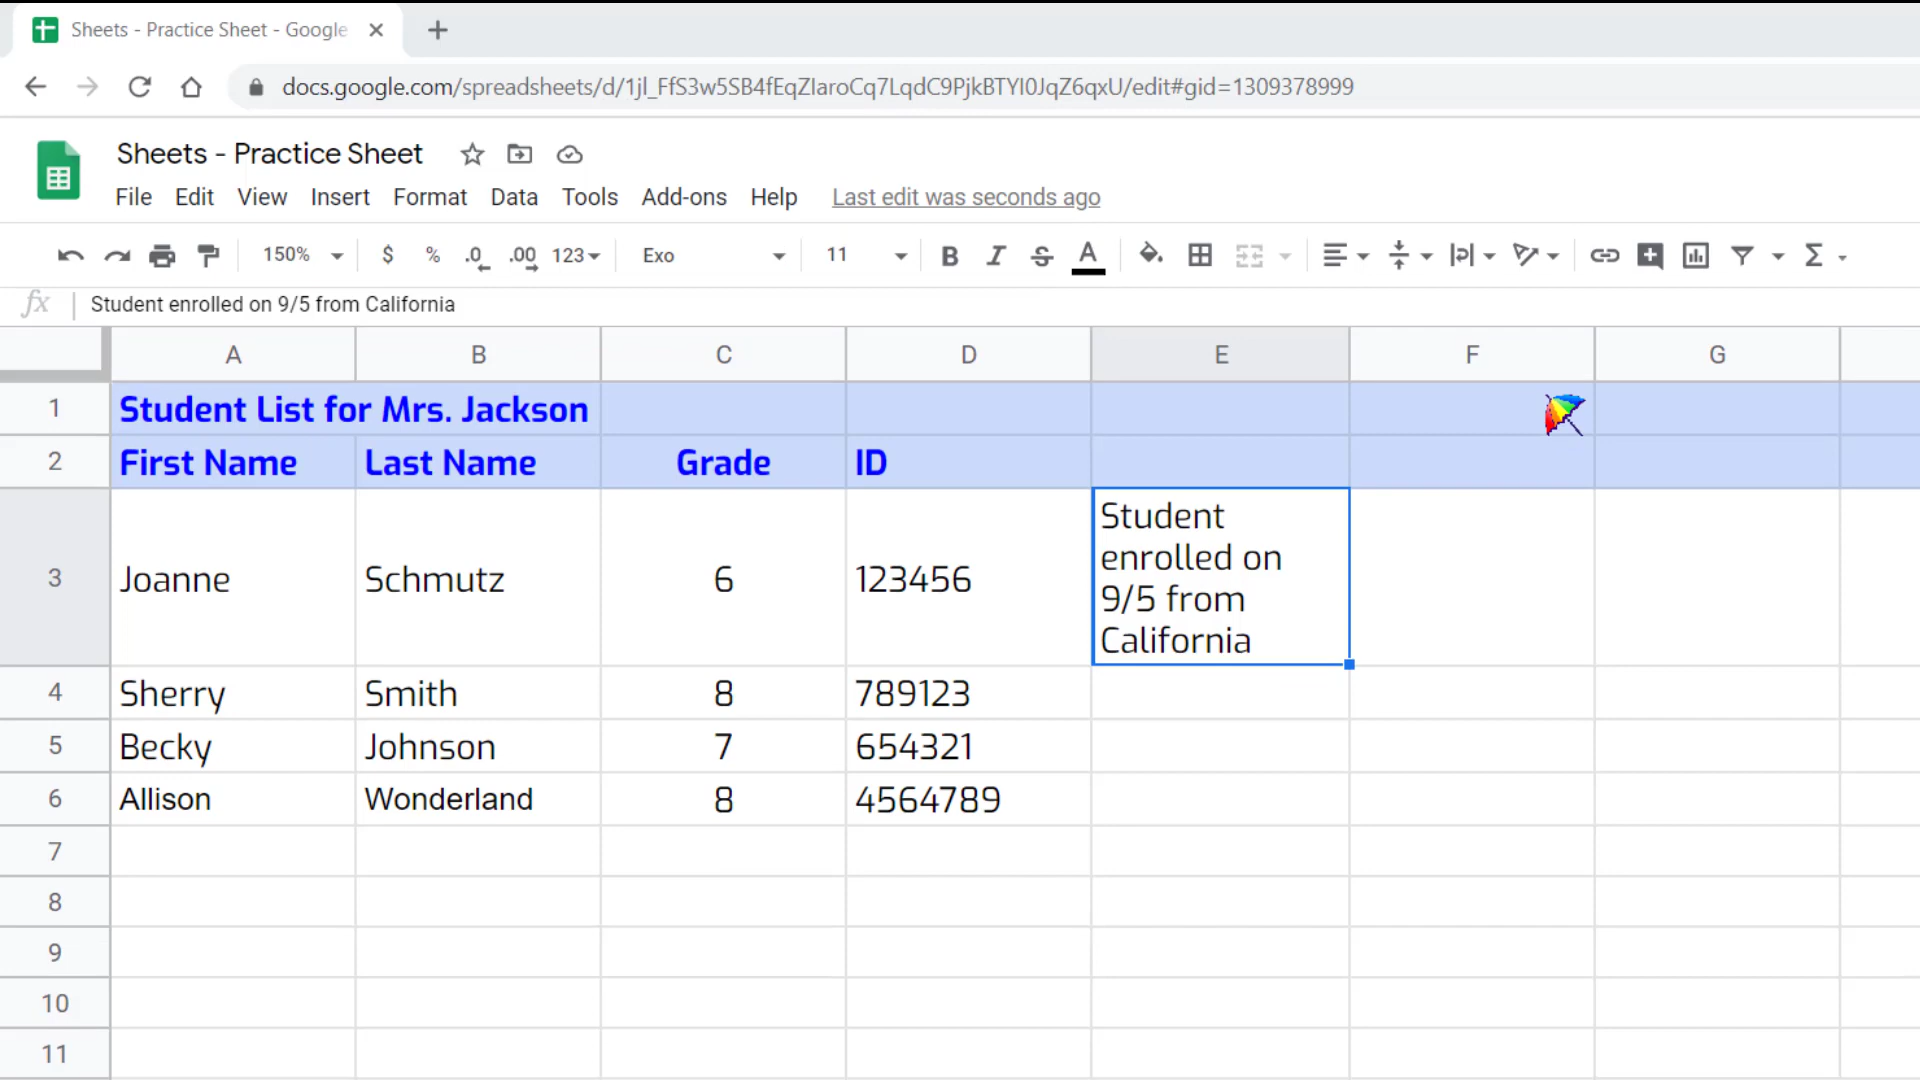 Sheets - Practice Sheet - Google
docs.google.com/spreadsheets/d/1jl_FfS3w5SB4fEqZIaroCq7LqdC9PjkBTYI0JqZ6qxU/edit#gid=1309378999
Sheets - Practice Sheet
File Edit View Insert Format Data Tools Add-ons Help Last edit was seconds ago
150% $ % .0 .00 123 Exo 11 B I S A Σ
fx Student enrolled on 9/5 from California
A B C D E F G
1 Student List for Mrs. Jackson
2 First Name Last Name Grade ID
3 Joanne Schmutz 6 123456 Student
enrolled on
9/5 from
California
4 Sherry Smith 8 789123
5 Becky Johnson 7 654321
6 Allison Wonderland 8 4564789
7
8
9
10
11